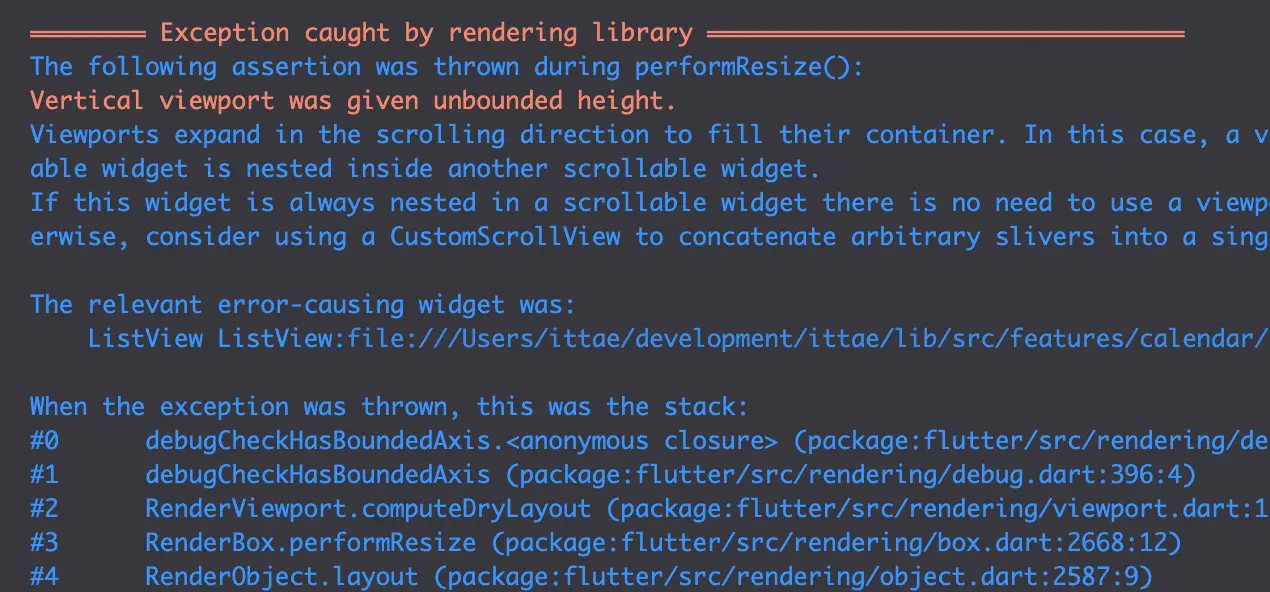 ════════ Exception caught by rendering library ═════════════════════════════════
The following assertion was thrown during performResize():
Vertical viewport was given unbounded height.
Viewports expand in the scrolling direction to fill their container. In this case, a v
able widget is nested inside another scrollable widget.
If this widget is always nested in a scrollable widget there is no need to use a viewp
erwise, consider using a CustomScrollView to concatenate arbitrary slivers into a sing
The relevant error-causing widget was:
ListView ListView:file:///Users/ittae/development/ittae/lib/src/features/calendar/
When the exception was thrown, this was the stack:
#0 debugCheckHasBoundedAxis.<anonymous closure> (package:flutter/src/rendering/de
#1 debugCheckHasBoundedAxis (package:flutter/src/rendering/debug.dart:396:4)
#2 RenderViewport.computeDryLayout (package:flutter/src/rendering/viewport.dart:1
#3 RenderBox.performResize (package:flutter/src/rendering/box.dart:2668:12)
#4 RenderObject.layout (package:flutter/src/rendering/object.dart:2587:9)